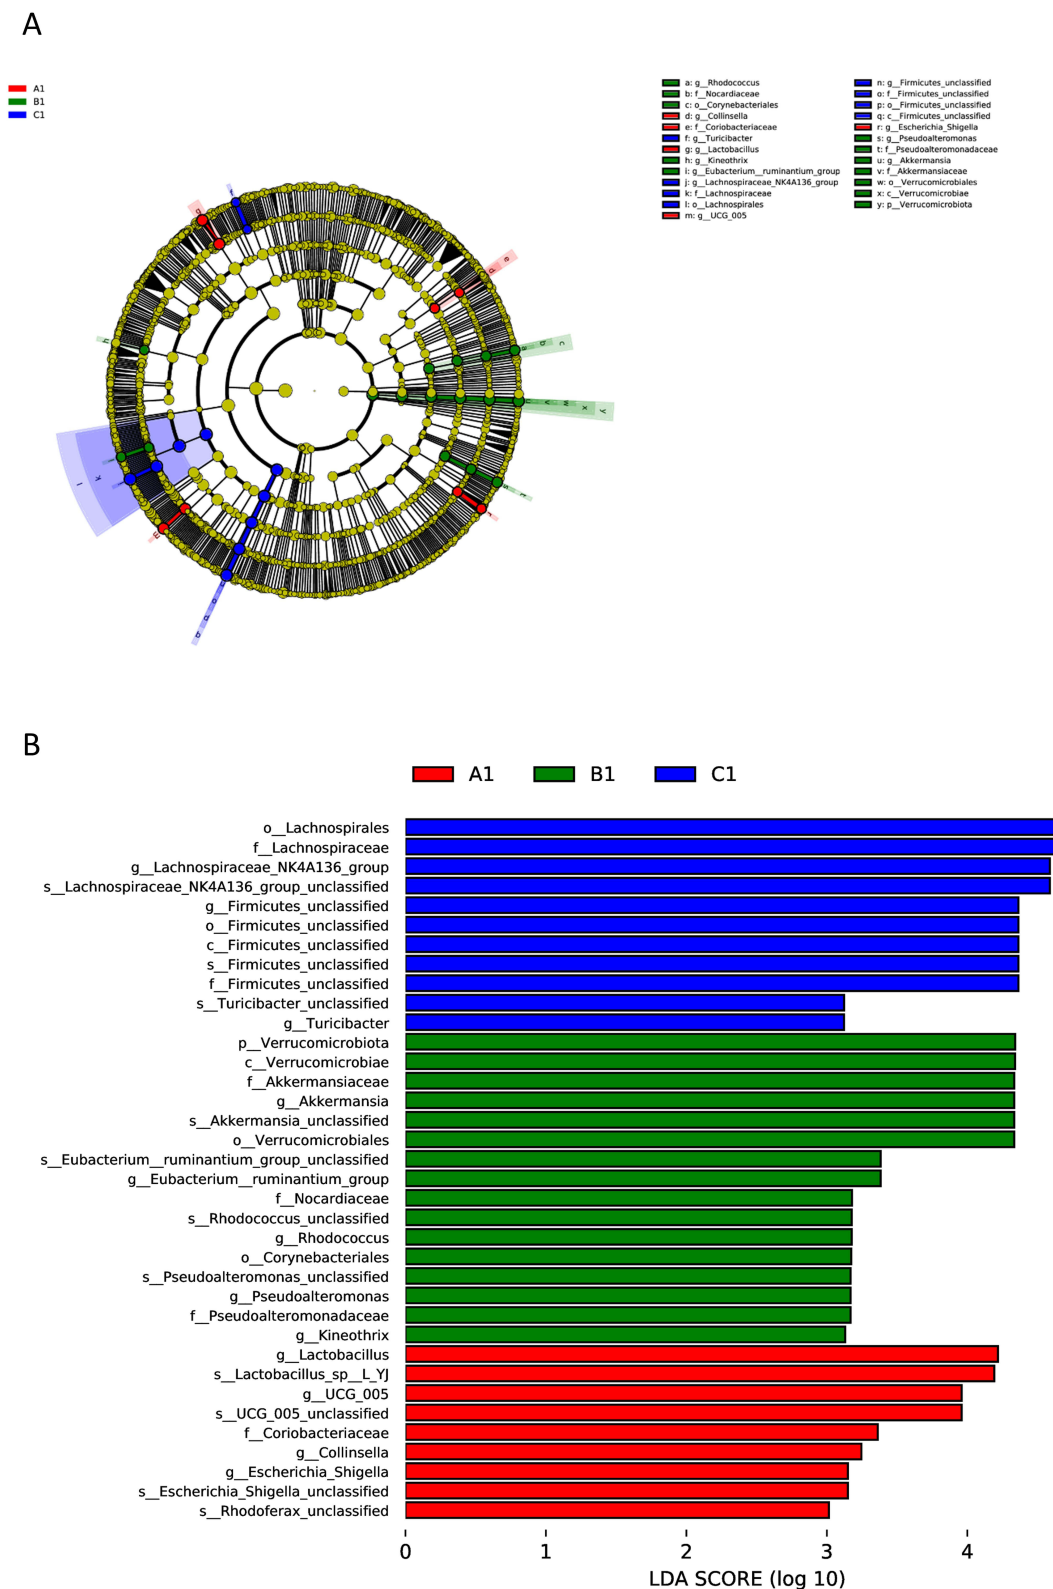 A
A1
B1
C1
a: g__Rhodococcus
b: f__Nocardiaceae
c: o__Corynebacteriales
d: g__Collinsella
e: f__Coriobacteriaceae
f: g__Turicibacter
g: g__Lactobacillus
h: g__Kineothrix
i: g__Eubacterium__ruminantium_group
j: g__Lachnospiraceae_NK4A136_group
k: f__Lachnospiraceae
l: o__Lachnospirales
m: g__UCG_005
n: g__Firmicutes_unclassified
o: f__Firmicutes_unclassified
p: o__Firmicutes_unclassified
q: c__Firmicutes_unclassified
r: g__Escherichia_Shigella
s: g__Pseudoalteromonas
t: f__Pseudoalteromonadaceae
u: g__Akkermansia
v: f__Akkermansiaceae
w: o__Verrucomicrobiales
x: c__Verrucomicrobiae
y: p__Verrucomicrobiota
g
f
e
d
c
b
a
h
y
x
w
v
u
l
k
m
t
s
r
o
p
q
B
A1 B1 C1
o__Lachnospirales
f__Lachnospiraceae
g__Lachnospiraceae_NK4A136_group
s__Lachnospiraceae_NK4A136_group_unclassified
g__Firmicutes_unclassified
o__Firmicutes_unclassified
c__Firmicutes_unclassified
s__Firmicutes_unclassified
f__Firmicutes_unclassified
s__Turicibacter_unclassified
g__Turicibacter
p__Verrucomicrobiota
c__Verrucomicrobiae
f__Akkermansiaceae
g__Akkermansia
s__Akkermansia_unclassified
o__Verrucomicrobiales
s__Eubacterium__ruminantium_group_unclassified
g__Eubacterium__ruminantium_group
f__Nocardiaceae
s__Rhodococcus_unclassified
g__Rhodococcus
o__Corynebacteriales
s__Pseudoalteromonas_unclassified
g__Pseudoalteromonas
f__Pseudoalteromonadaceae
g__Kineothrix
g__Lactobacillus
s__Lactobacillus_sp__L_YJ
g__UCG_005
s__UCG_005_unclassified
f__Coriobacteriaceae
g__Collinsella
g__Escherichia_Shigella
s__Escherichia_Shigella_unclassified
s__Rhodoferax_unclassified
0 1 2 3 4
LDA SCORE (log 10)